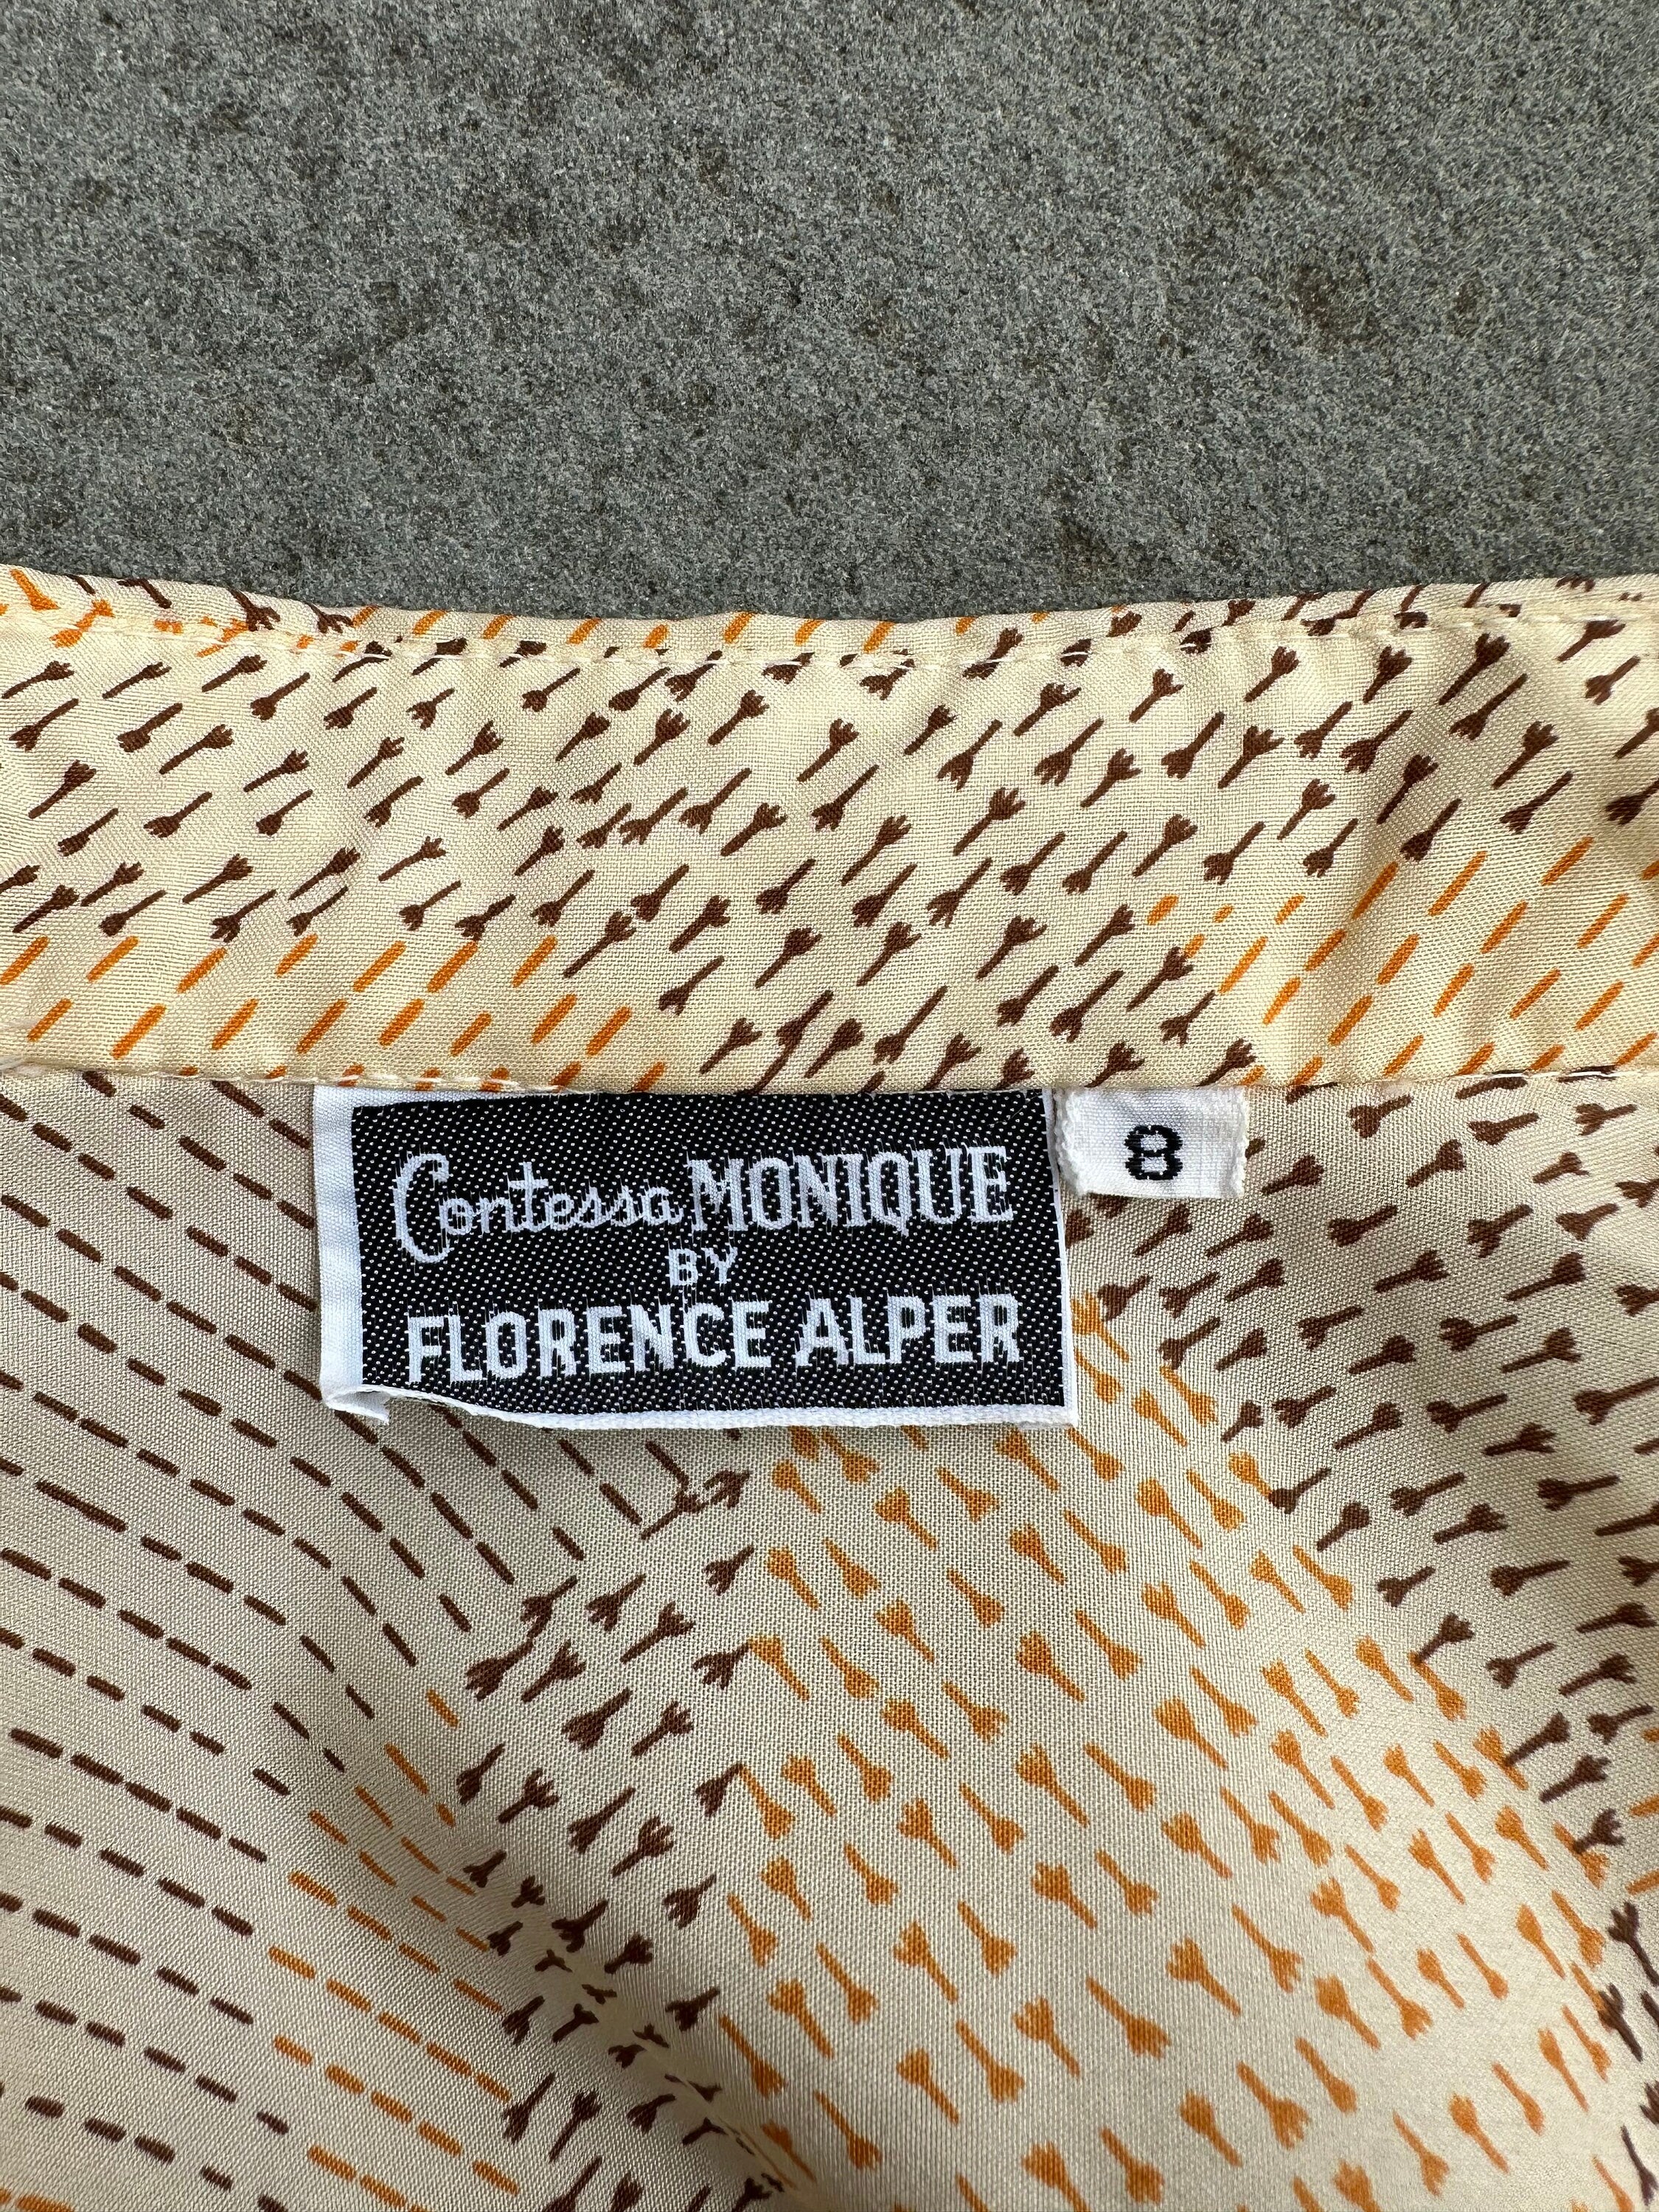 Contessa MONIQUE
BY
FLORENCE ALPER
8